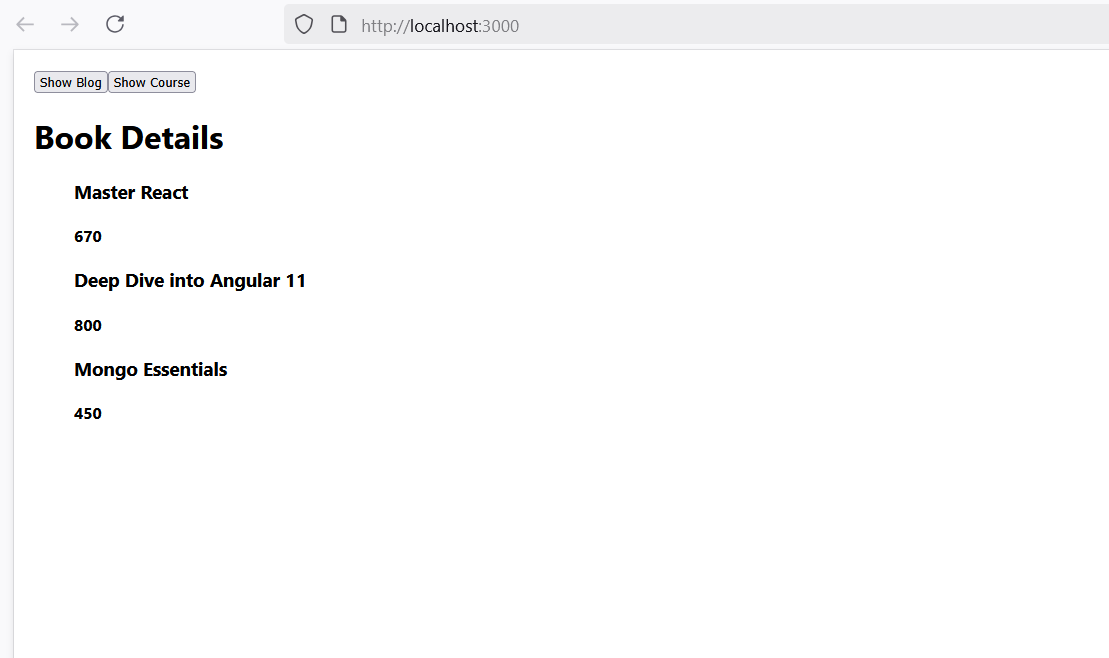 http://localhost:3000
Show Blog Show Course
Book Details
Master React
670
Deep Dive into Angular 11
800
Mongo Essentials
450